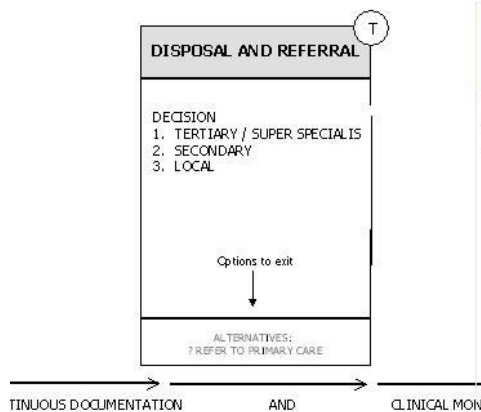 T
DISPOSAL AND REFERRAL
DECISION
1. TERTIARY / SUPER SPECIALIS
2. SECONDARY
3. LOCAL
Options to exit
ALTERNATIVES:
? REFER TO PRIMARY CARE
TINUOUS DOCUMENTATION AND CLINICAL MON